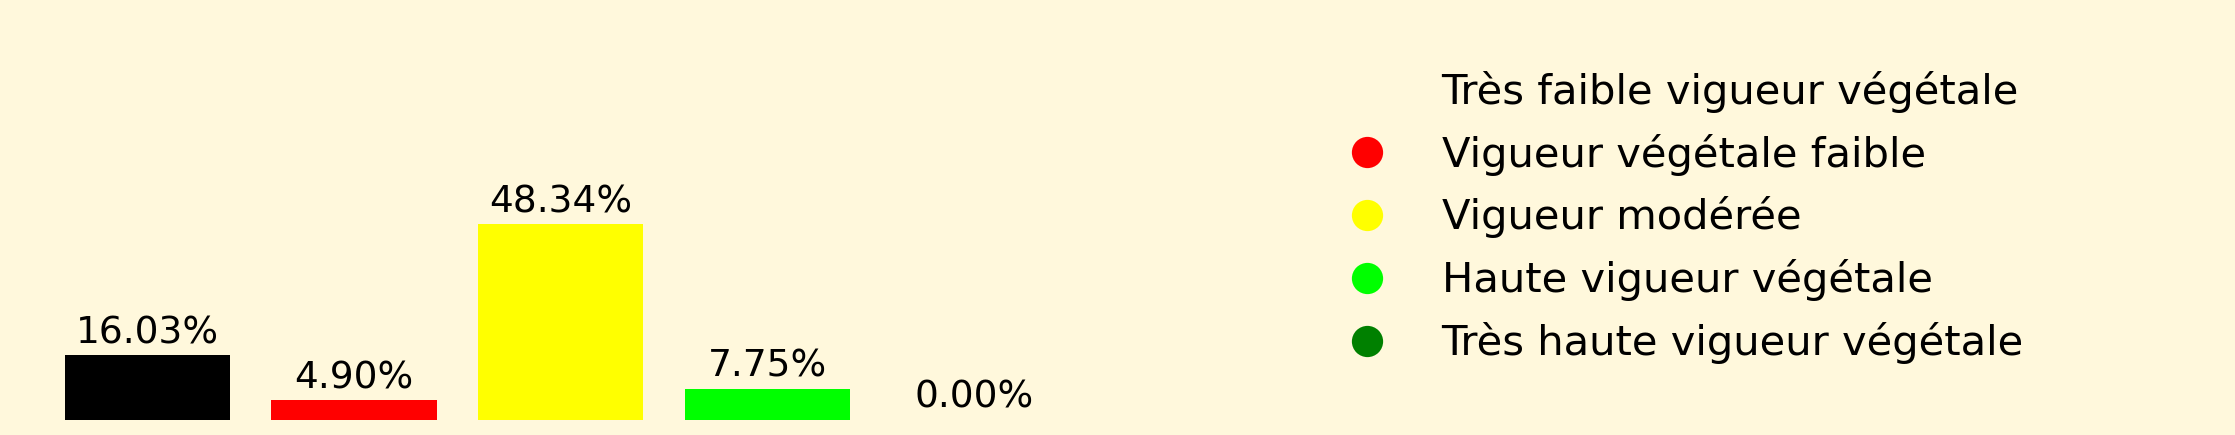 16.03%
4.90%
48.34%
7.75%
0.00%
Très faible vigueur végétale
Vigueur végétale faible
Vigueur modérée
Haute vigueur végétale
Très haute vigueur végétale